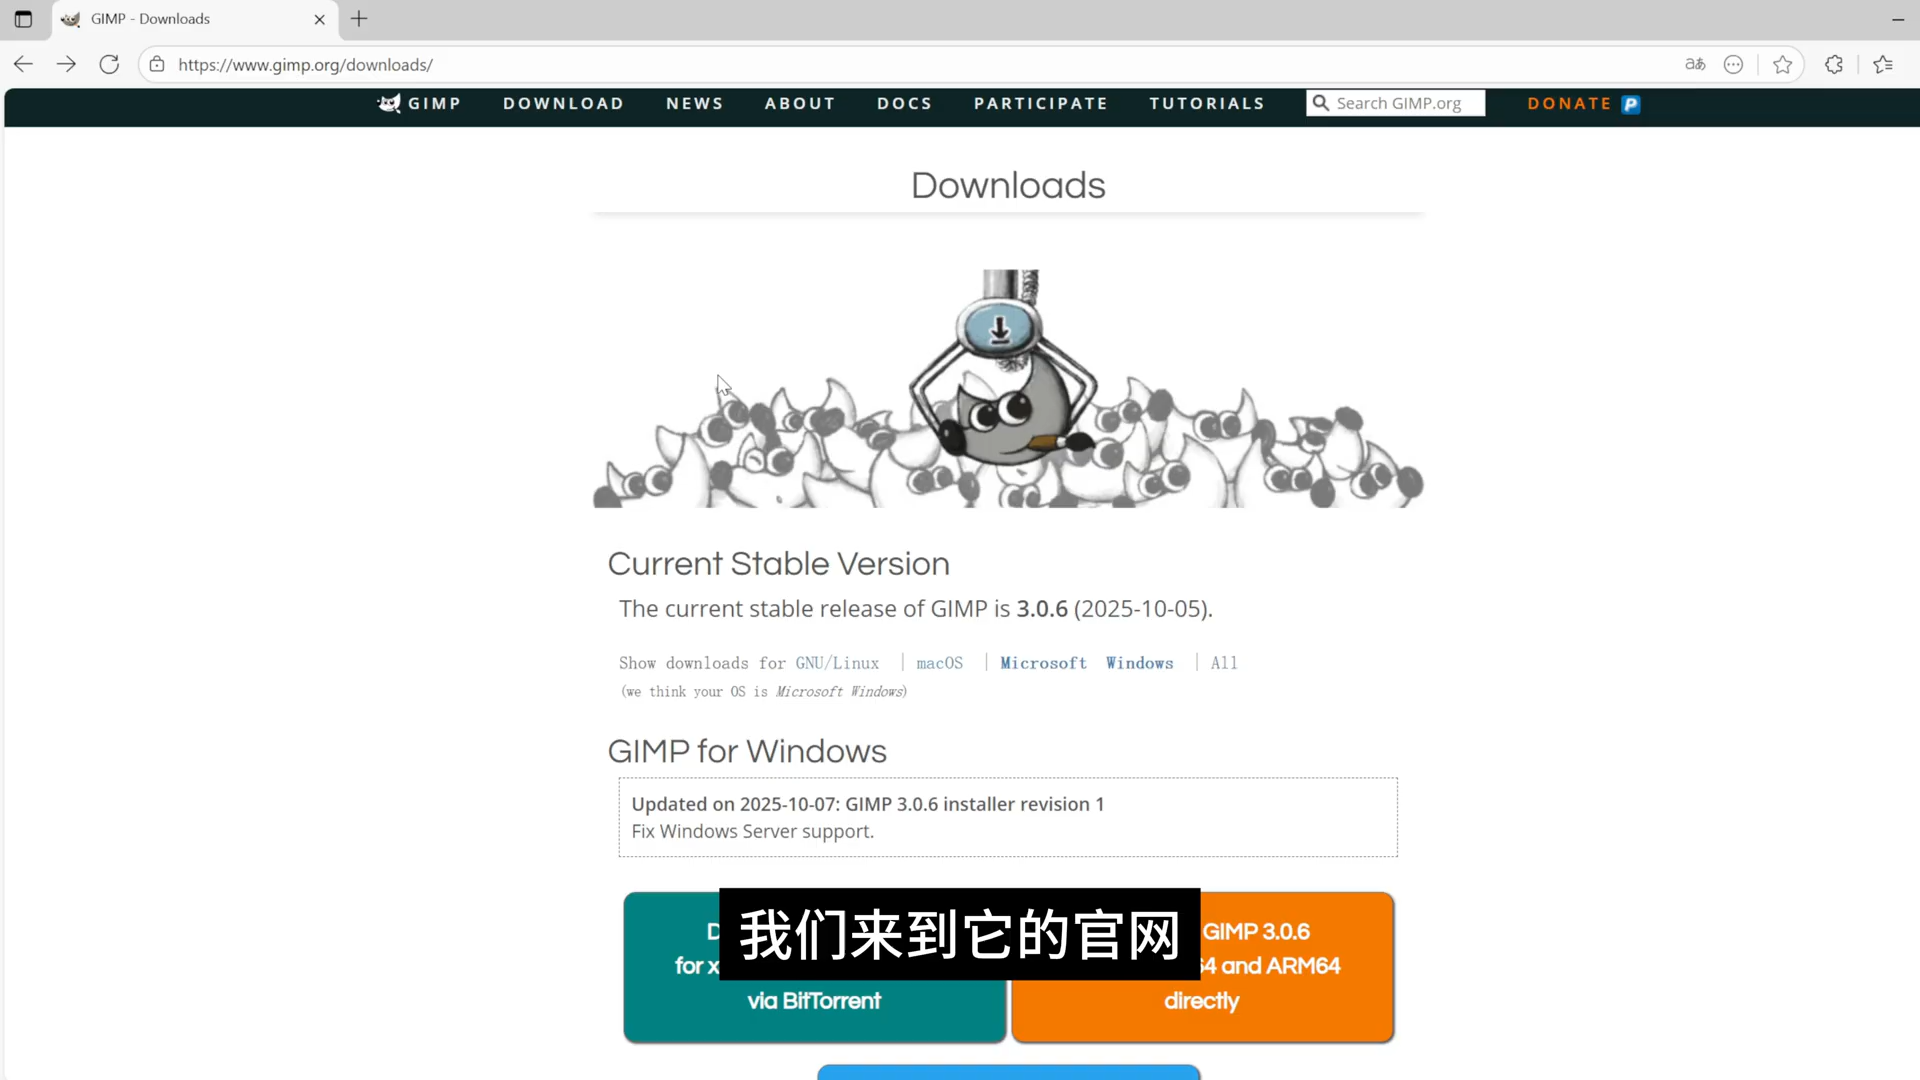 GIMP - Downloads
https://www.gimp.org/downloads/
GIMP DOWNLOAD NEWS ABOUT DOCS PARTICIPATE TUTORIALS Search GIMP.org DONATE
Downloads
Current Stable Version
The current stable release of GIMP is 3.0.6 (2025-10-05).
Show downloads for GNU/Linux | macOS | Microsoft Windows | All
(we think your OS is Microsoft Windows)
GIMP for Windows
Updated on 2025-10-07: GIMP 3.0.6 installer revision 1
Fix Windows Server support.
for
via BitTorrent
GIMP 3.0.6
and ARM64
directly
我们来到它的官网